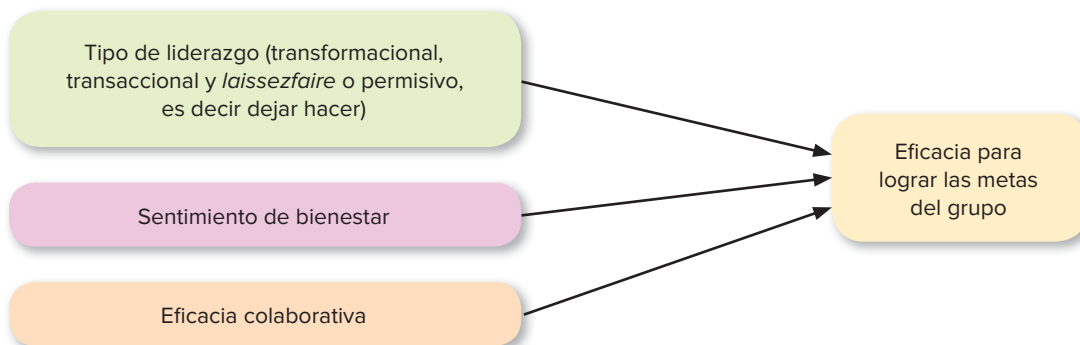 Tipo de liderazgo (transformacional,
transaccional y laissezfaire o permisivo,
es decir dejar hacer)
Sentimiento de bienestar
Eficacia colaborativa
Eficacia para
lograr las metas
del grupo